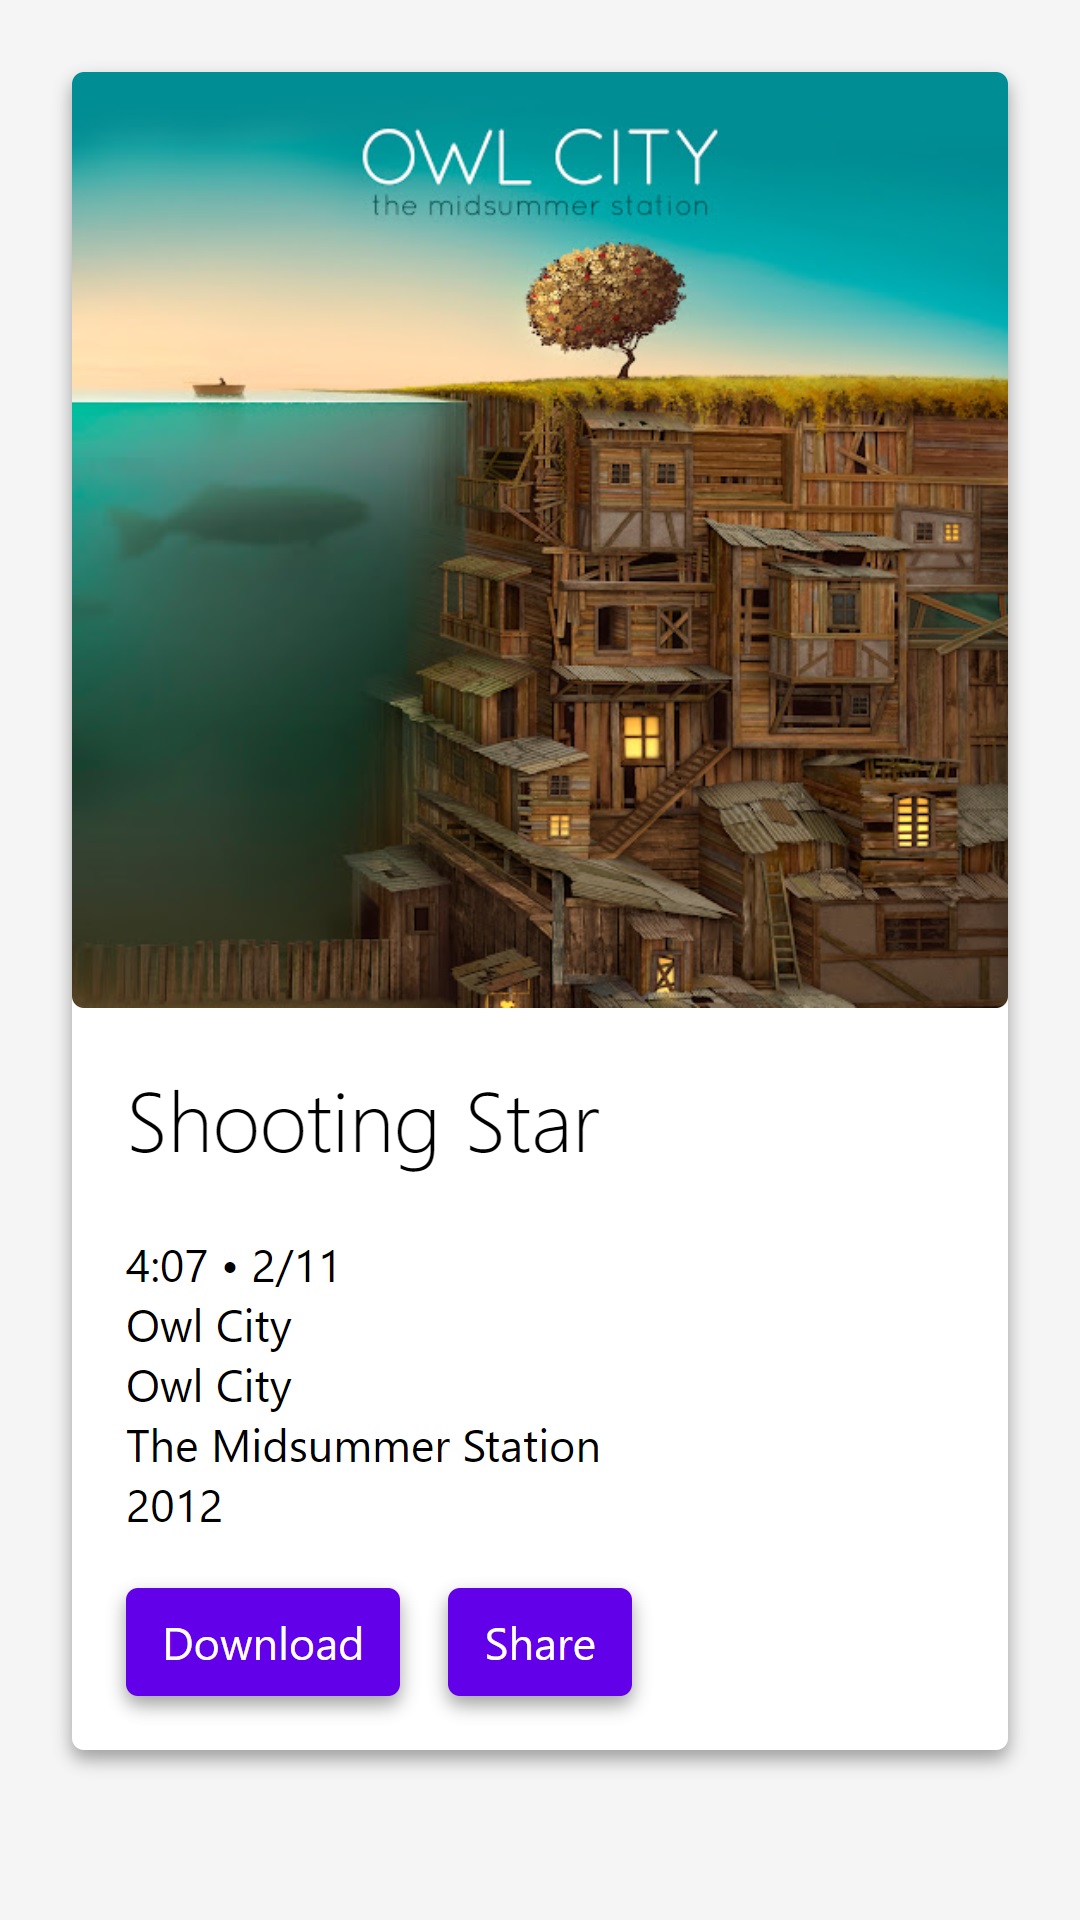 OWL CITY
the midsummer station
Shooting Star
4:07 • 2/11
Owl City
Owl City
The Midsummer Station
2012
Download
Share